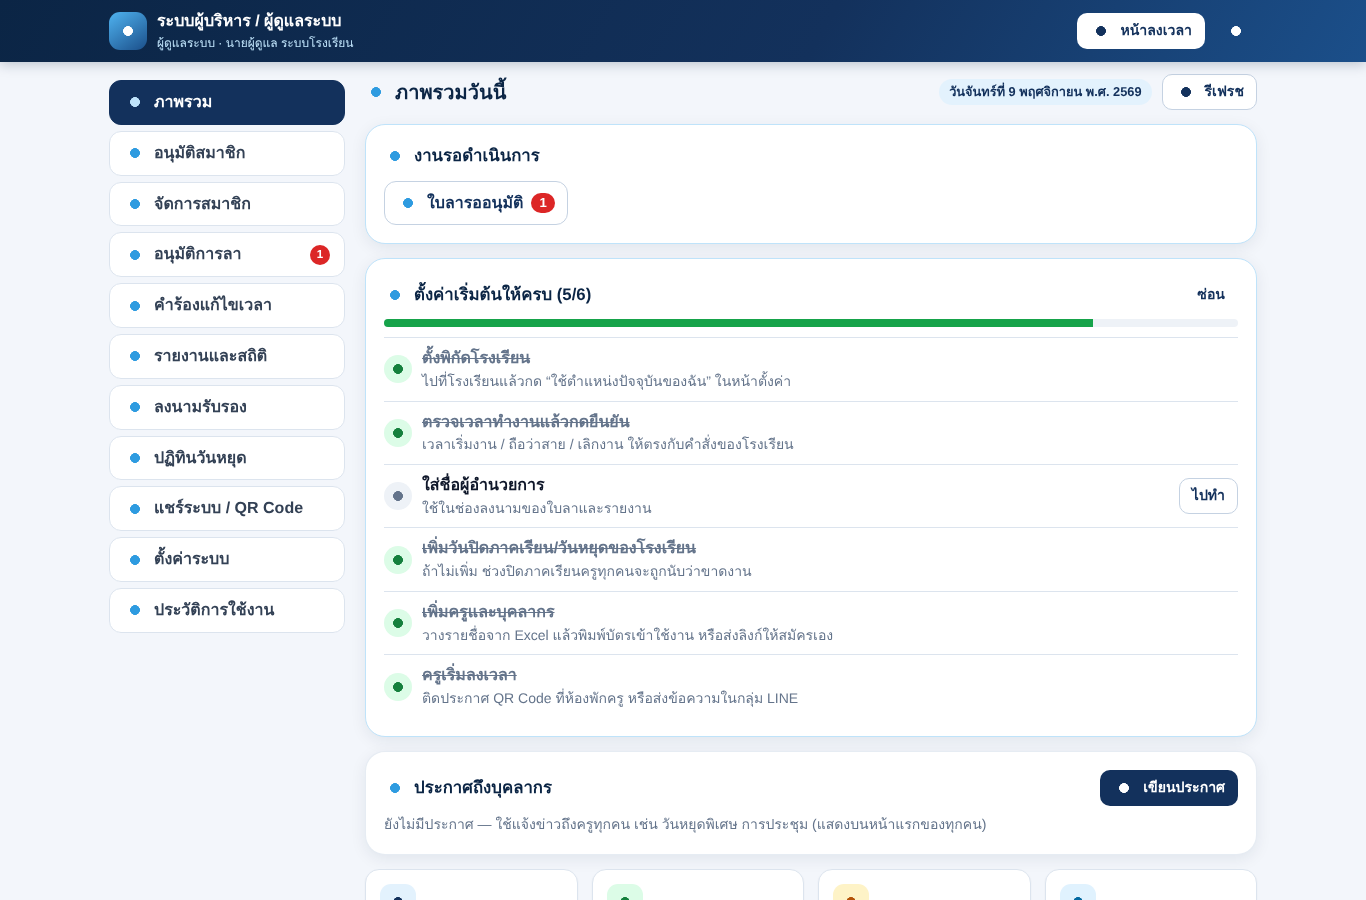 ระบบผู้บริหาร / ผู้ดูแลระบบ
ผู้ดูแลระบบ · นายผู้ดูแล ระบบโรงเรียน
หน้าลงเวลา
ภาพรวม
อนุมัติสมาชิก
จัดการสมาชิก
อนุมัติการลา 1
คำร้องแก้ไขเวลา
รายงานและสถิติ
ลงนามรับรอง
ปฏิทินวันหยุด
แชร์ระบบ / QR Code
ตั้งค่าระบบ
ประวัติการใช้งาน
ภาพรวมวันนี้
วันจันทร์ที่ 9 พฤศจิกายน พ.ศ. 2569
รีเฟรช
งานรอดำเนินการ
ใบลารออนุมัติ 1
ตั้งค่าเริ่มต้นให้ครบ (5/6)
ซ่อน
ตั้งพิกัดโรงเรียน
ไปที่โรงเรียนแล้วกด “ใช้ตำแหน่งปัจจุบันของฉัน” ในหน้าตั้งค่า
ตรวจเวลาทำงานแล้วกดยืนยัน
เวลาเริ่มงาน / ถือว่าสาย / เลิกงาน ให้ตรงกับคำสั่งของโรงเรียน
ใส่ชื่อผู้อำนวยการ
ใช้ในช่องลงนามของใบลาและรายงาน
ไปทำ
เพิ่มวันปิดภาคเรียน/วันหยุดของโรงเรียน
ถ้าไม่เพิ่ม ช่วงปิดภาคเรียนครูทุกคนจะถูกนับว่าขาดงาน
เพิ่มครูและบุคลากร
วางรายชื่อจาก Excel แล้วพิมพ์บัตรเข้าใช้งาน หรือส่งลิงก์ให้สมัครเอง
ครูเริ่มลงเวลา
ติดประกาศ QR Code ที่ห้องพักครู หรือส่งข้อความในกลุ่ม LINE
ประกาศถึงบุคลากร
เขียนประกาศ
ยังไม่มีประกาศ — ใช้แจ้งข่าวถึงครูทุกคน เช่น วันหยุดพิเศษ การประชุม (แสดงบนหน้าแรกของทุกคน)